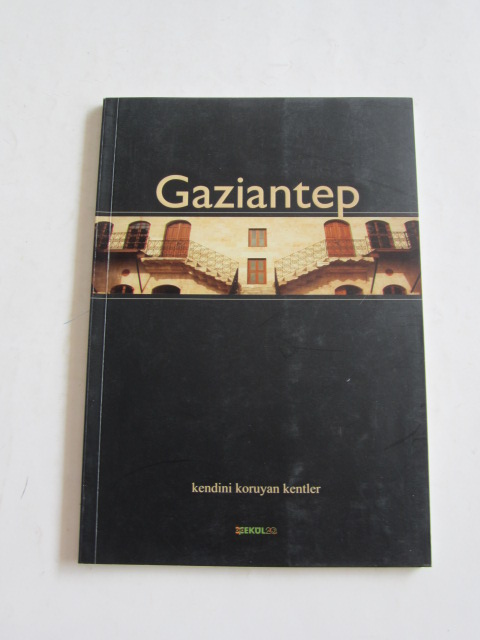 Gaziantep
kendini koruyan kentler
ÇEKÜL